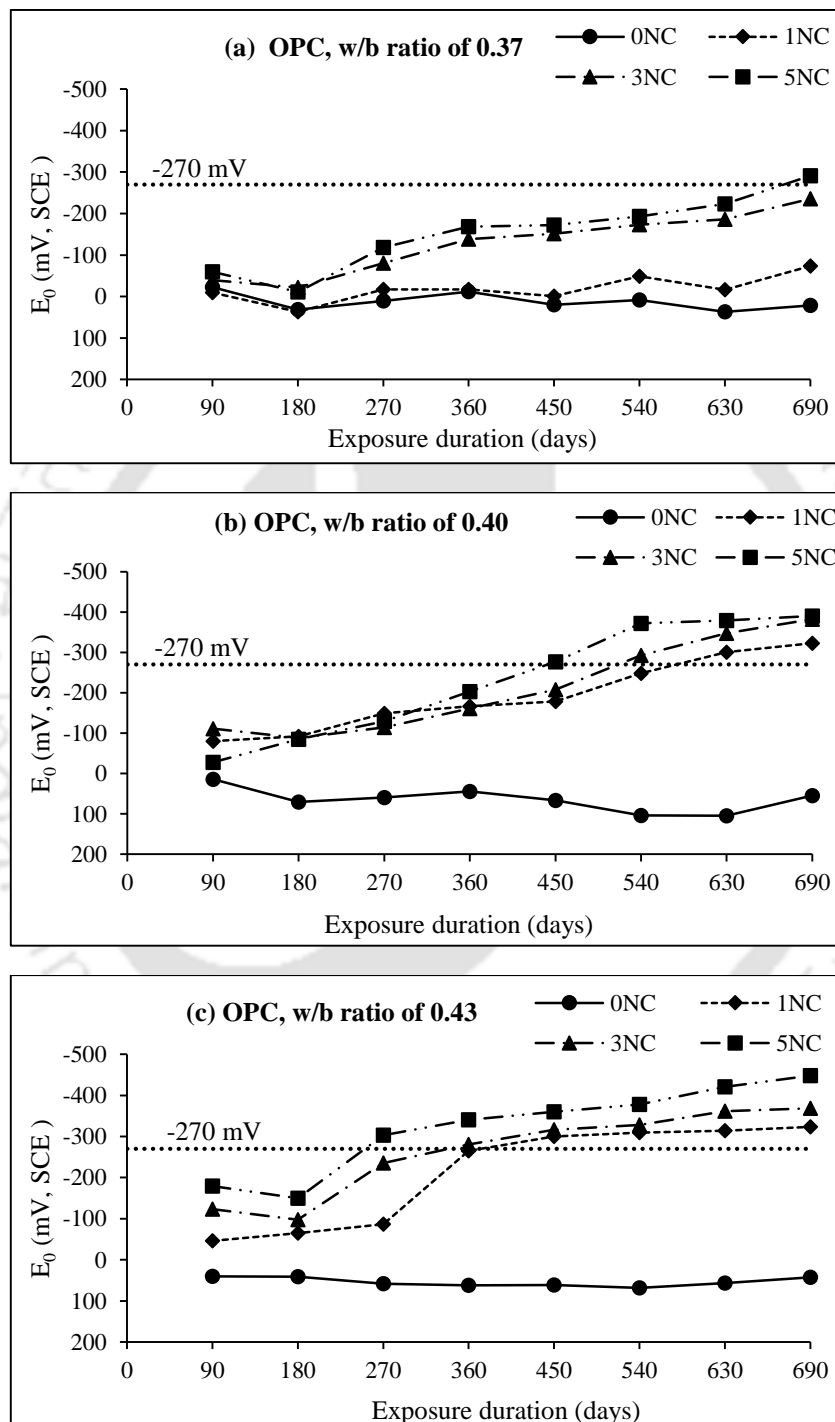 (a) OPC, w/b ratio of 0.37
0NC
1NC
3NC
5NC
-500
-400
-300
-200
-100
0
100
200
-270 mV
E0 (mV, SCE )
0 90 180 270 360 450 540 630 690
Exposure duration (days)
(b) OPC, w/b ratio of 0.40
0NC
1NC
3NC
5NC
-500
-400
-300
-200
-100
0
100
200
-270 mV
E0 (mV, SCE)
0 90 180 270 360 450 540 630 690
Exposure duration (days)
(c) OPC, w/b ratio of 0.43
0NC
1NC
3NC
5NC
-500
-400
-300
-200
-100
0
100
200
-270 mV
E0 (mV, SCE)
0 90 180 270 360 450 540 630 690
Exposure duration (days)